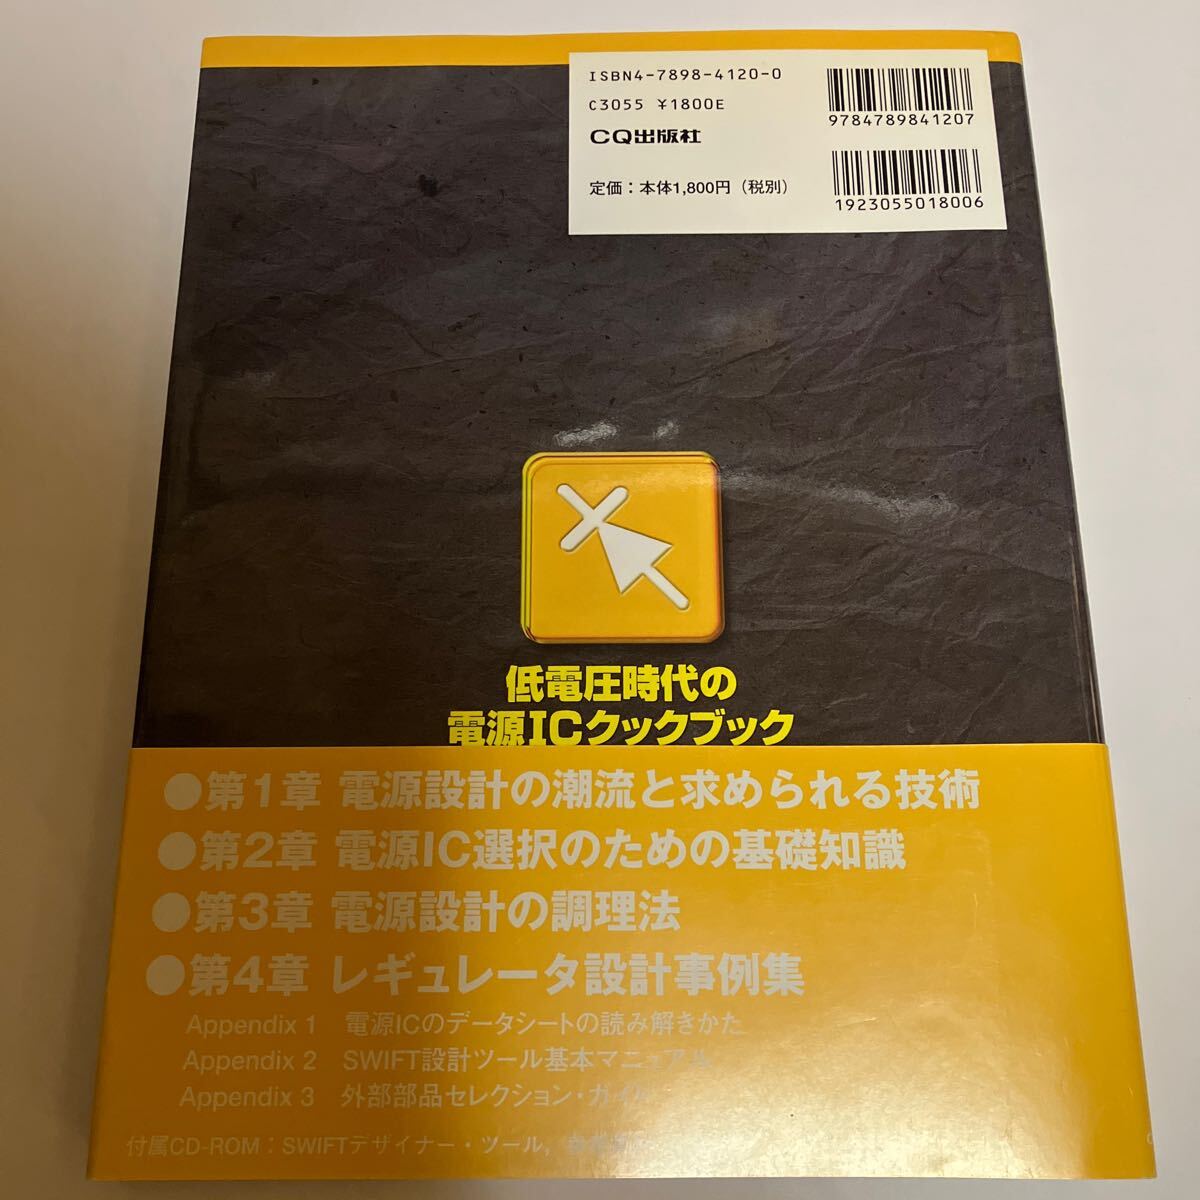 ISBN4-7898-4120-0
C3055 ¥1800E
CQ出版社
定価：本体1,800円（税別）
9784789841207
1923055018006
低電圧時代の
電源ICクックブック
●第1章 電源設計の潮流と求められる技術
●第2章 電源IC選択のための基礎知識
●第3章 電源設計の調理法
●第4章 レギュレータ設計事例集
Appendix 1 電源ICのデータシートの読み解きかた
Appendix 2 SWIFT設計ツール基本マニュアル
Appendix 3 外部部品セレクション・ガイド
付属CD-ROM：SWIFTデザイナー・ツール，